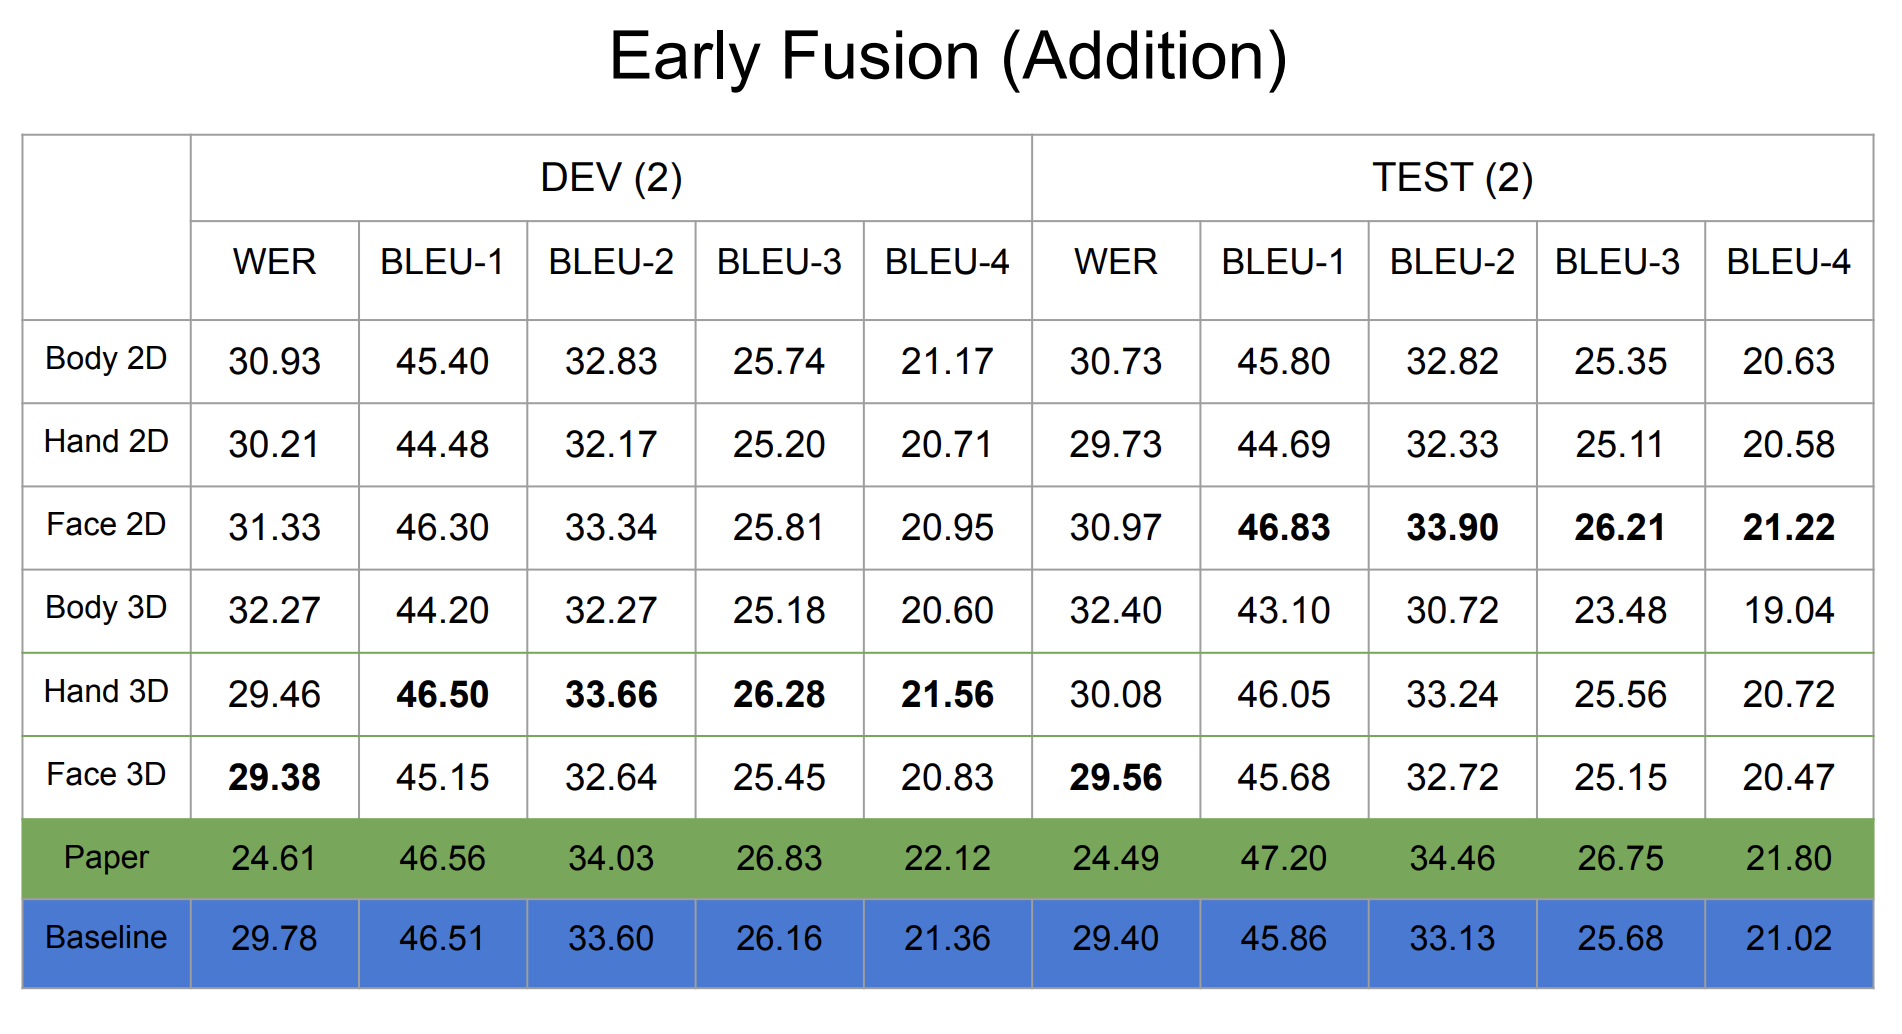 Early Fusion (Addition)
DEV (2) TEST (2)
WER BLEU-1 BLEU-2 BLEU-3 BLEU-4 WER BLEU-1 BLEU-2 BLEU-3 BLEU-4
Body 2D 30.93 45.40 32.83 25.74 21.17 30.73 45.80 32.82 25.35 20.63
Hand 2D 30.21 44.48 32.17 25.20 20.71 29.73 44.69 32.33 25.11 20.58
Face 2D 31.33 46.30 33.34 25.81 20.95 30.97 46.83 33.90 26.21 21.22
Body 3D 32.27 44.20 32.27 25.18 20.60 32.40 43.10 30.72 23.48 19.04
Hand 3D 29.46 46.50 33.66 26.28 21.56 30.08 46.05 33.24 25.56 20.72
Face 3D 29.38 45.15 32.64 25.45 20.83 29.56 45.68 32.72 25.15 20.47
Paper 24.61 46.56 34.03 26.83 22.12 24.49 47.20 34.46 26.75 21.80
Baseline 29.78 46.51 33.60 26.16 21.36 29.40 45.86 33.13 25.68 21.02